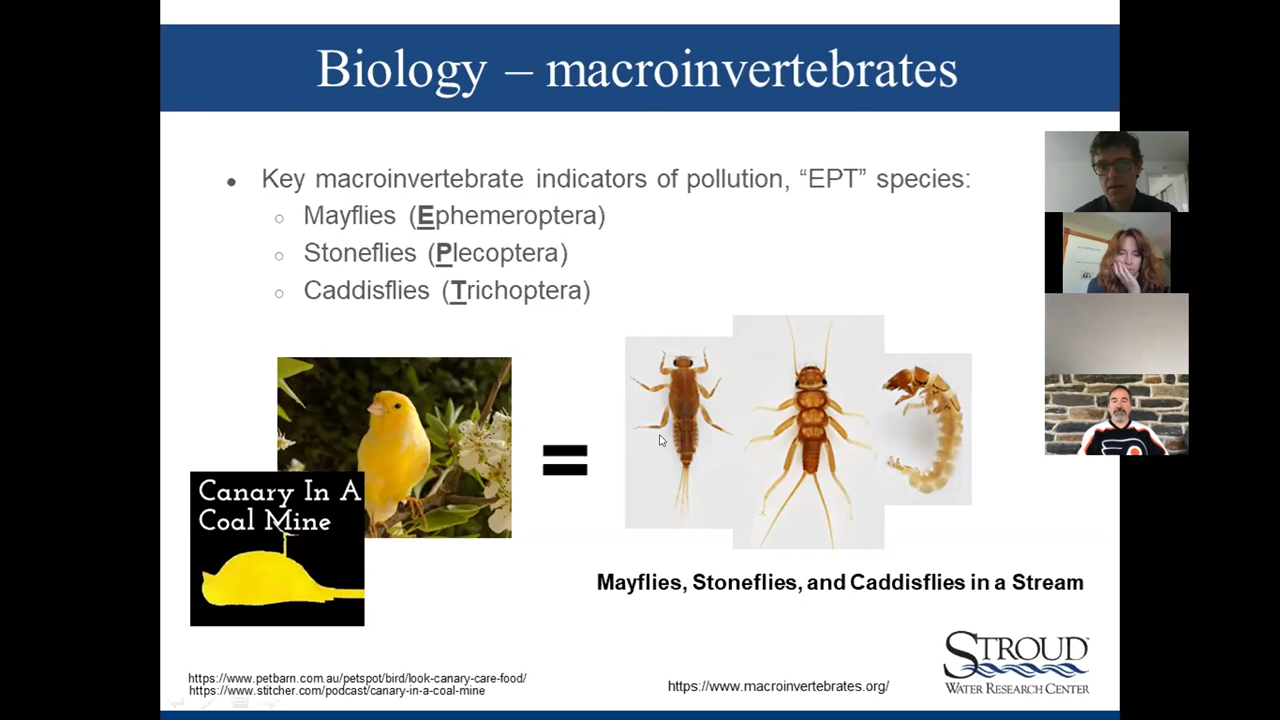 Biology – macroinvertebrates
● Key macroinvertebrate indicators of pollution, “EPT” species:
○ Mayflies (Ephemeroptera)
○ Stoneflies (Plecoptera)
○ Caddisflies (Trichoptera)
Canary In A
Coal Mine
=
Mayflies, Stoneflies, and Caddisflies in a Stream
STROUD
WATER RESEARCH CENTER
https://www.petbarn.com.au/petspot/bird/look-canary-care-food/
https://www.stitcher.com/podcast/canary-in-a-coal-mine
https://www.macroinvertebrates.org/